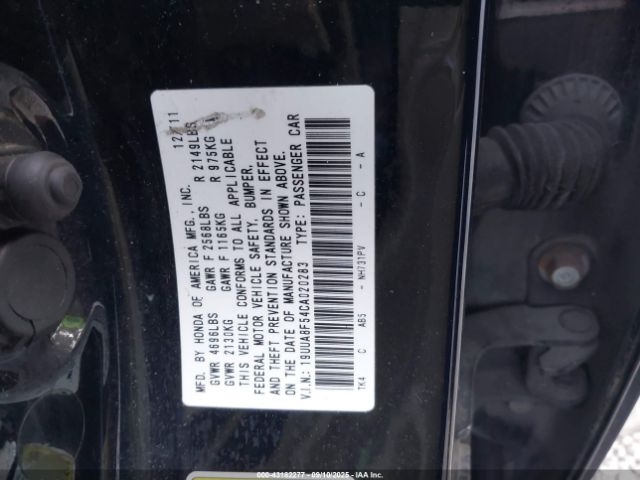 MFD. BY HONDA OF AMERICA MFG., INC. 12/11
GVWR 4696LBS GAWR F 2568LBS R 2149LBS
GVWR 2130KG GAWR F 1165KG R 975KG
THIS VEHICLE CONFORMS TO ALL APPLICABLE
FEDERAL MOTOR VEHICLE SAFETY, BUMPER,
AND THEFT PREVENTION STANDARDS IN EFFECT
ON THE DATE OF MANUFACTURE SHOWN ABOVE.
V.I.N.: 19UUA8F54CA020283 TYPE: PASSENGER CAR
TK4 C AB5 - NH731PV - C - A
000-43182277 - 09/10/2025 - IAA Inc.